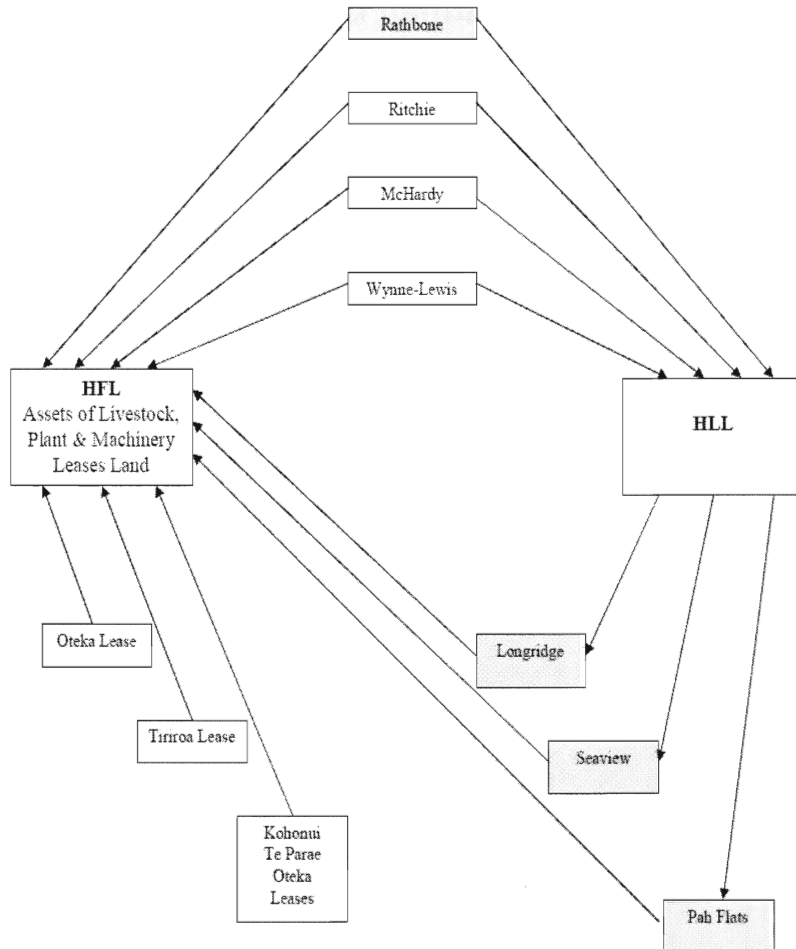 Rathbone
Ritchie
McHardy
Wynne-Lewis
HFL
Assets of Livestock,
Plant & Machinery
Leases Land
HLL
Oteka Lease
Longridge
Tiriroa Lease
Seaview
Kohonui
Te Parae
Oteka
Leases
Pah Flats